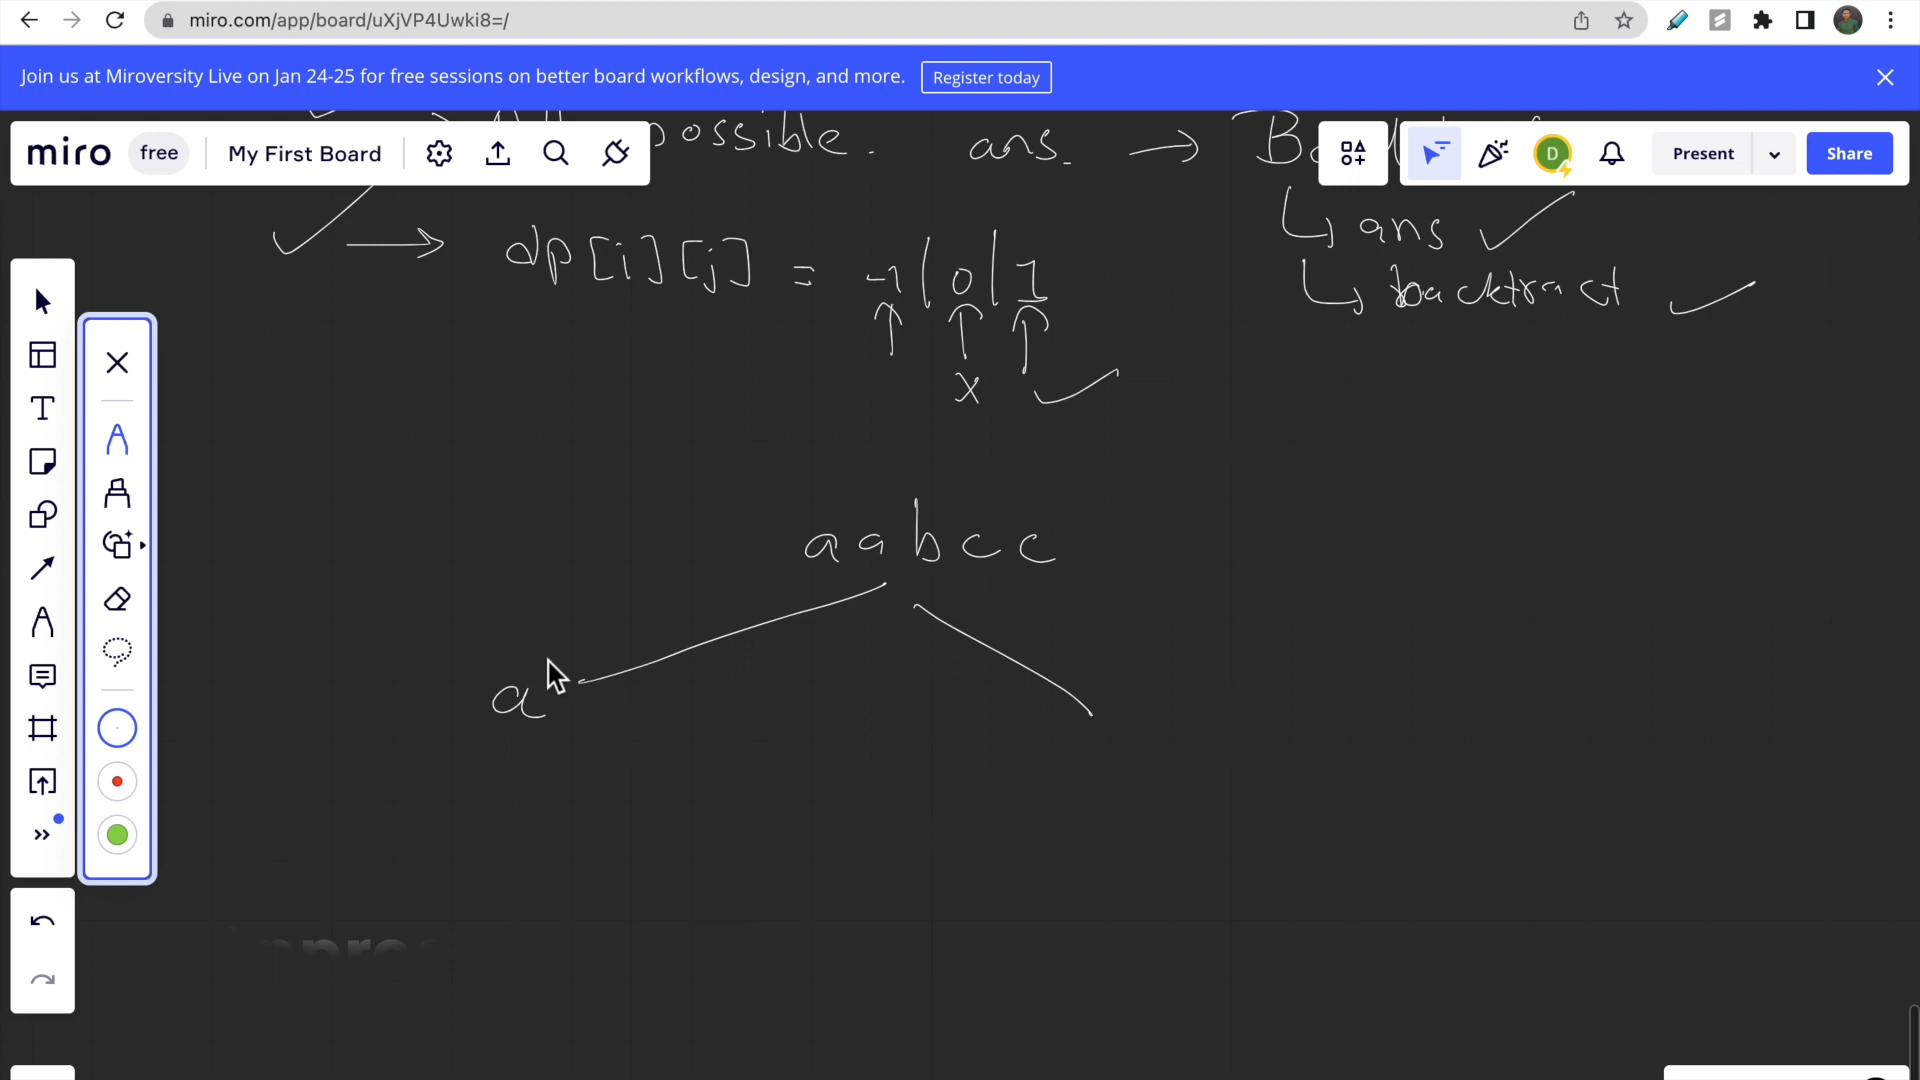 miro.com/app/board/uXjVP4Uwki8=/
Join us at Miroversity Live on Jan 24-25 for free sessions on better board workflows, design, and more. Register today
miro free My First Board possible. ans. → D Present Share
→ dp[i][j] = -1 | 0 | 1
↳ ans ✓
↳ backtract ✓
x ✓
aabcc
a